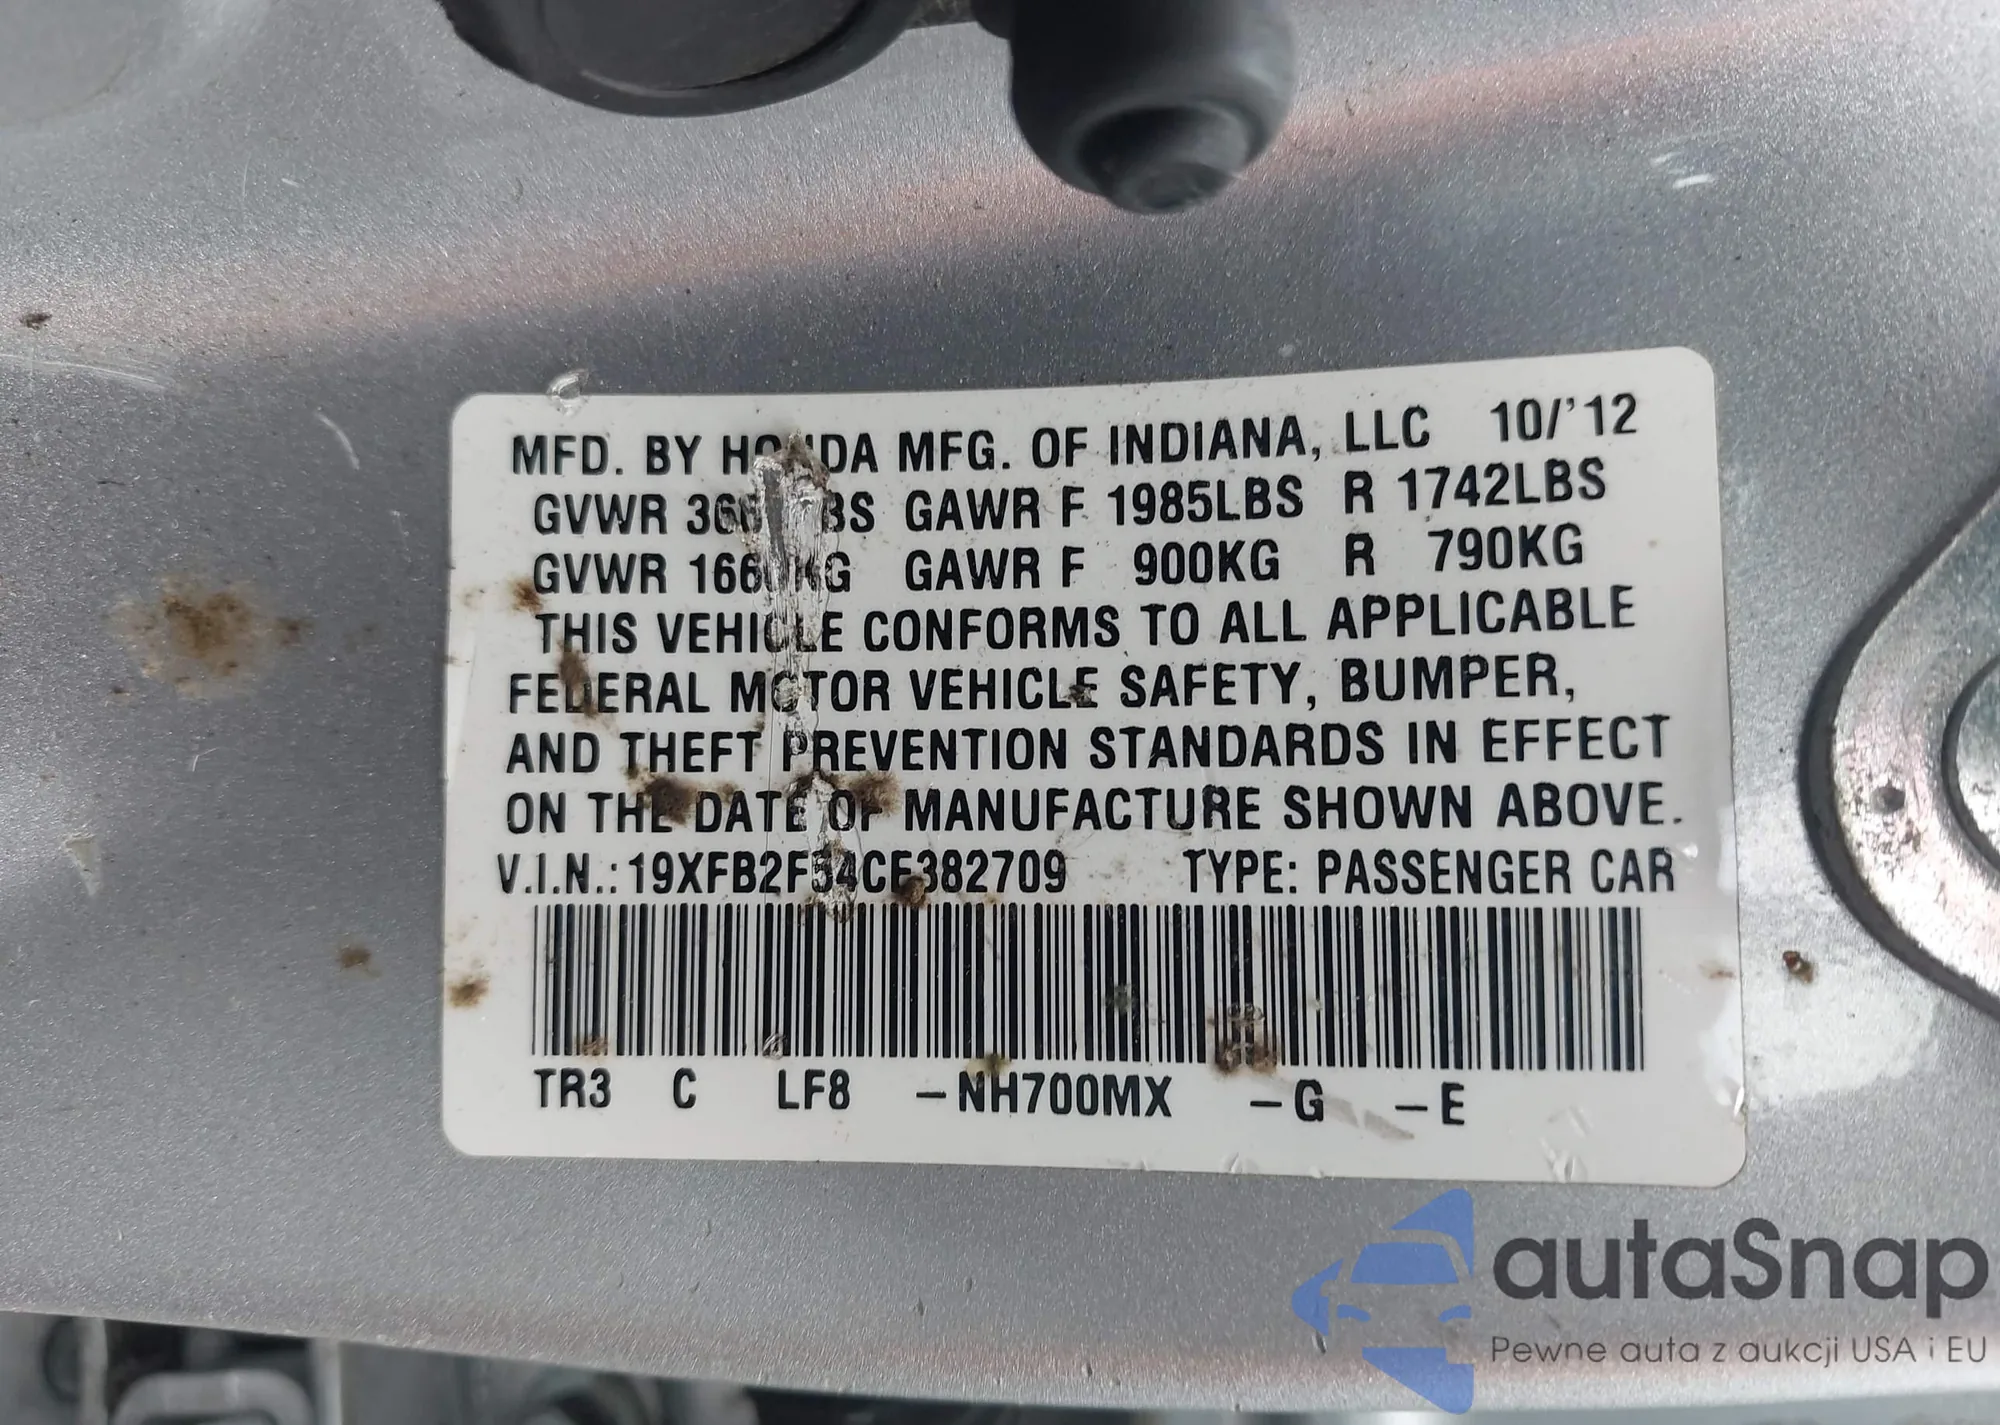 MFD. BY HONDA MFG. OF INDIANA, LLC 10/'12
GVWR GAWR F 1985LBS R 1742LBS
GVWR 1660KG GAWR F 900KG R 790KG
THIS VEHICLE CONFORMS TO ALL APPLICABLE
FEDERAL MOTOR VEHICLE SAFETY, BUMPER,
AND THEFT PREVENTION STANDARDS IN EFFECT
ON THE DATE OF MANUFACTURE SHOWN ABOVE.
V.I.N.: 19XFB2F54CE382709 TYPE: PASSENGER CAR
TR3 C LF8 -NH700MX -G -E
autaSnap
Pewne auta z aukcji USA i EU